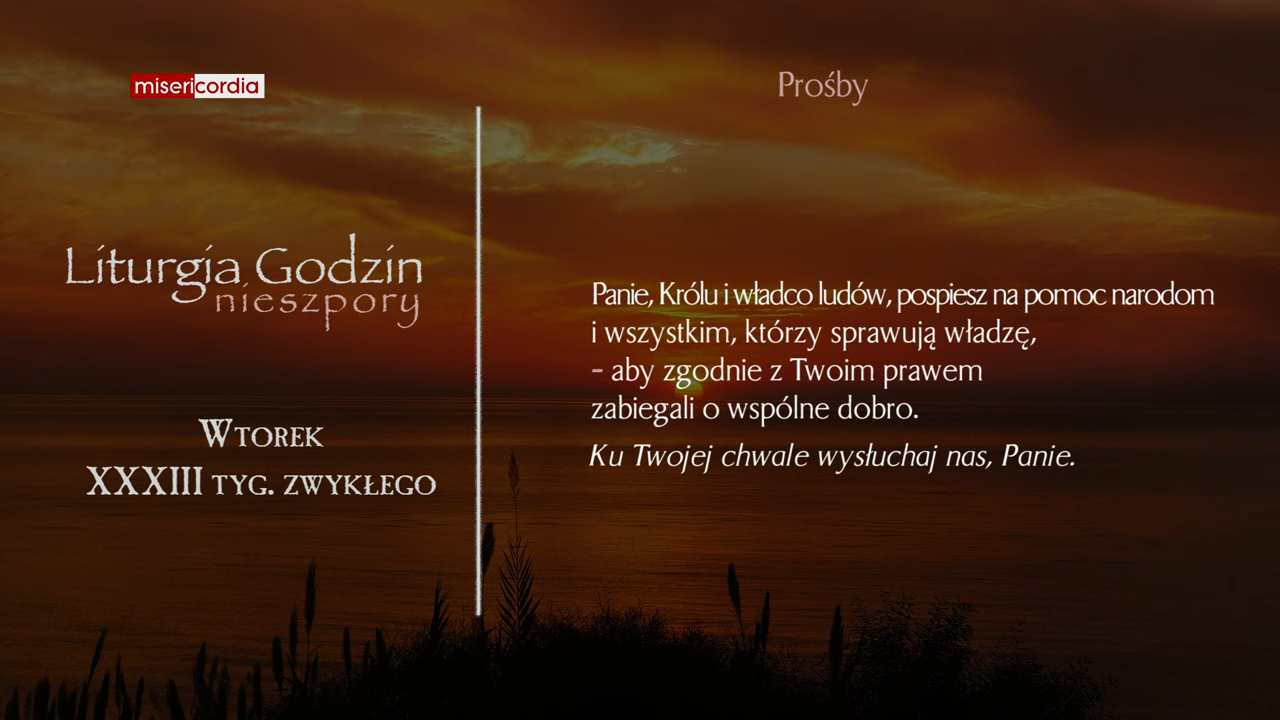 misericordia
Liturgia Godzin
nieszpory
Wtorek
XXXIII tyg. zwykłego
Prośby
Panie, Królu i władco ludów, pospiesz na pomoc narodom
i wszystkim, którzy sprawują władzę,
- aby zgodnie z Twoim prawem
zabiegali o wspólne dobro.
Ku Twojej chwale wysłuchaj nas, Panie.